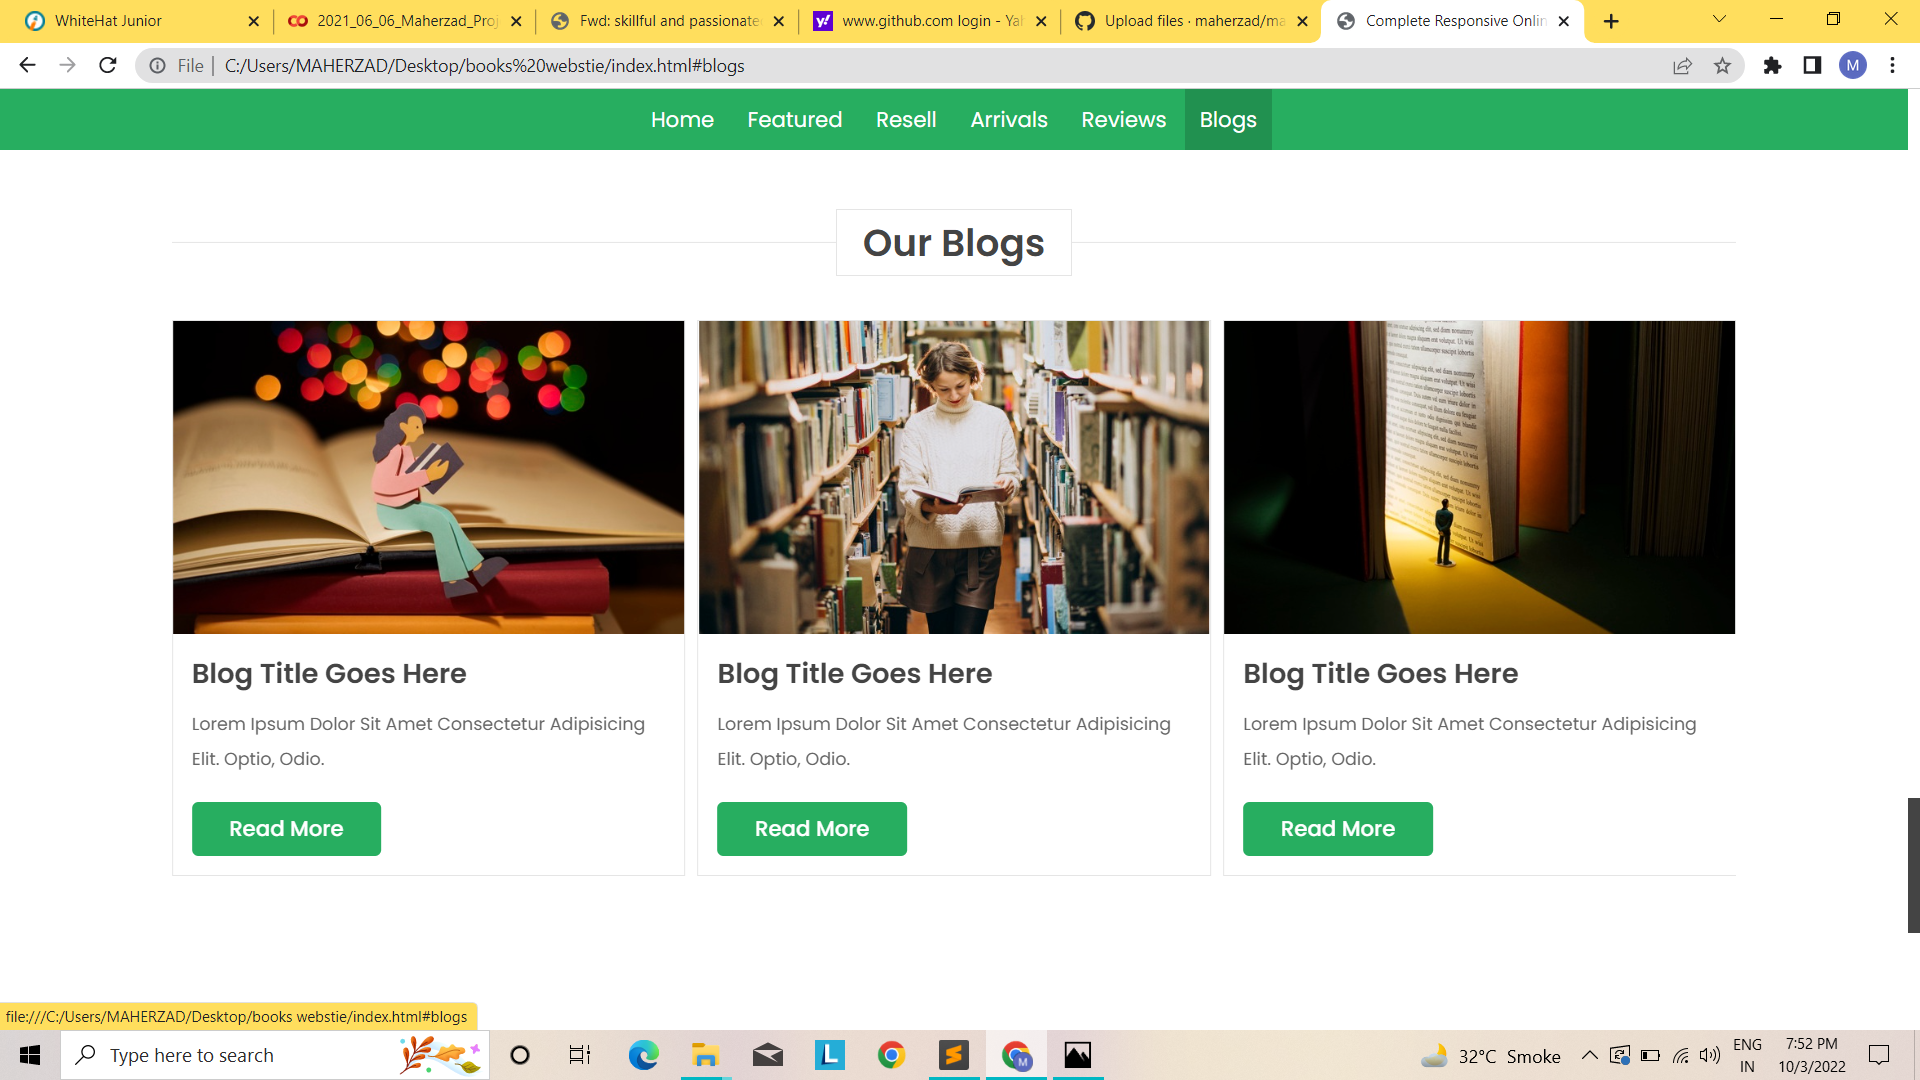 WhiteHat Junior
2021_06_06_Maherzad_Proj
Fwd: skillful and passionate
www.github.com login - Yah
Upload files · maherzad/ma
Complete Responsive Onlin
File
C:/Users/MAHERZAD/Desktop/books%20webstie/index.html#blogs
M
Home
Featured
Resell
Arrivals
Reviews
Blogs
Our Blogs
Blog Title Goes Here
Lorem Ipsum Dolor Sit Amet Consectetur Adipisicing
Elit. Optio, Odio.
Read More
Blog Title Goes Here
Lorem Ipsum Dolor Sit Amet Consectetur Adipisicing
Elit. Optio, Odio.
Read More
Blog Title Goes Here
Lorem Ipsum Dolor Sit Amet Consectetur Adipisicing
Elit. Optio, Odio.
Read More
file:///C:/Users/MAHERZAD/Desktop/books webstie/index.html#blogs
Type here to search
L
M
32°C Smoke
ENG
IN
7:52 PM
10/3/2022